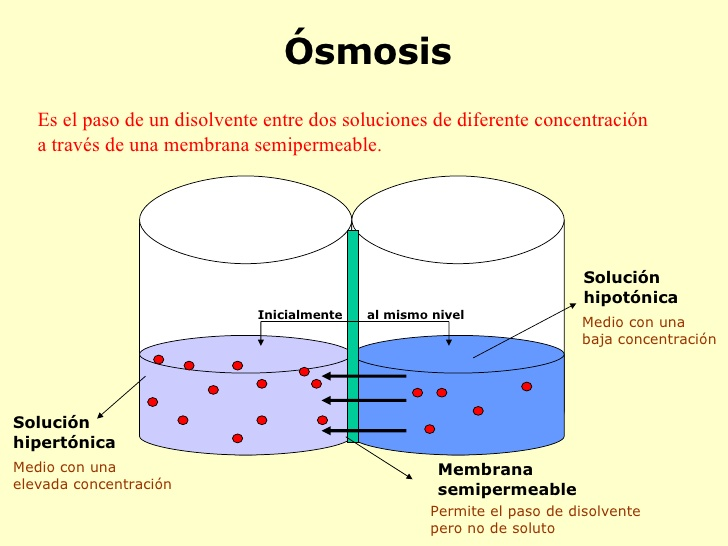 Ósmosis
Es el paso de un disolvente entre dos soluciones de diferente concentración
a través de una membrana semipermeable.
Inicialmente al mismo nivel
Solución
hipotónica
Medio con una
baja concentración
Solución
hipertónica
Medio con una
elevada concentración
Membrana
semipermeable
Permite el paso de disolvente
pero no de soluto